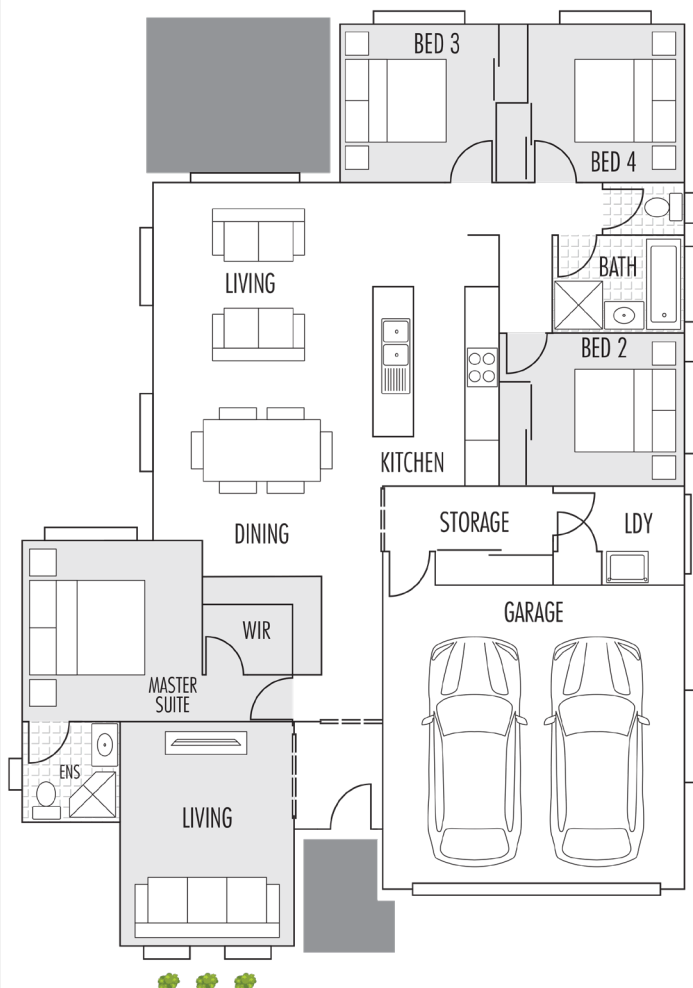 BED 3
BED 4
LIVING
BATH
BED 2
KITCHEN
STORAGE
LDY
DINING
GARAGE
WIR
MASTER
SUITE
ENS
LIVING